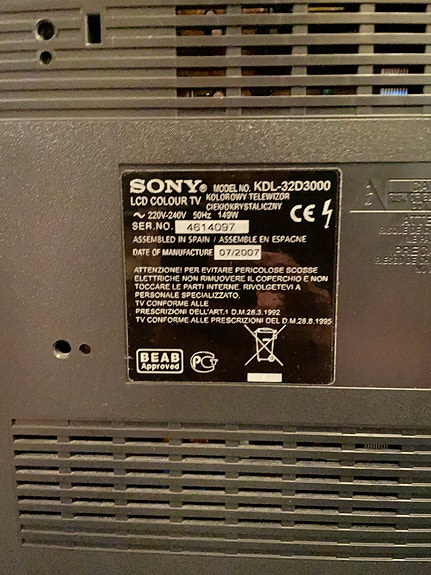 SONY® MODEL NO. KDL-32D3000
LCD COLOUR TV KOLOROWY TELEWIZOR
CIEKŁOKRYSTALICZNY
~ 220V-240V 50Hz 149W CE
SER.NO. 4614097
ASSEMBLED IN SPAIN / ASSEMBLE EN ESPAGNE
DATE OF MANUFACTURE 07/2007
ATTENZIONE! PER EVITARE PERICOLOSE SCOSSE
ELETTRICHE NON RIMUOVERE IL COPERCHIO E NON
TOCCARE LE PARTI INTERNE. RIVOLGETEVI A
PERSONALE SPECIALIZZATO.
TV CONFORME ALLE
PRESCRIZIONI DELL'ART.1 D.M.26.3.1992
TV CONFORME ALLE PRESCRIZIONI DEL D.M.26.8.1995
BEAB
Approved